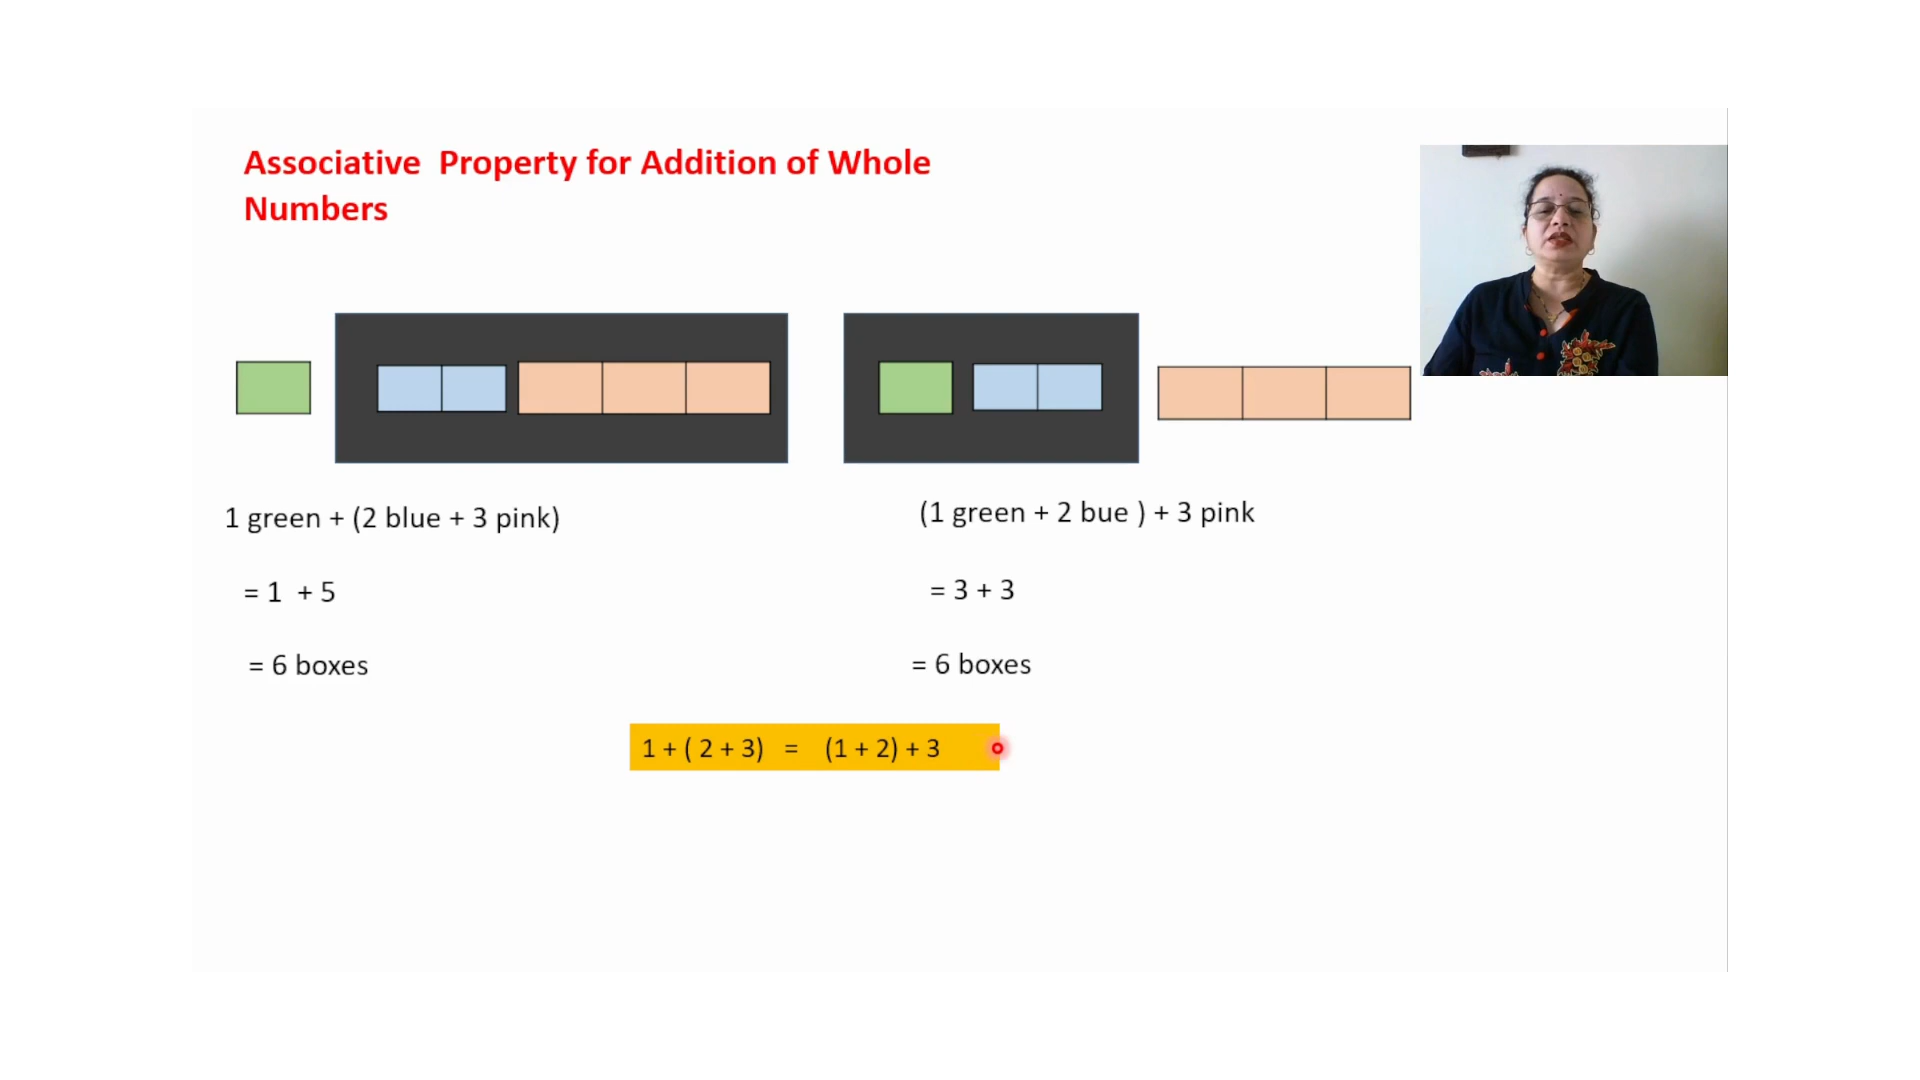 Associative Property for Addition of Whole
Numbers
1 green + (2 blue + 3 pink)
= 1 + 5
= 6 boxes
(1 green + 2 bue ) + 3 pink
= 3 + 3
= 6 boxes
1 + ( 2 + 3) = (1 + 2) + 3